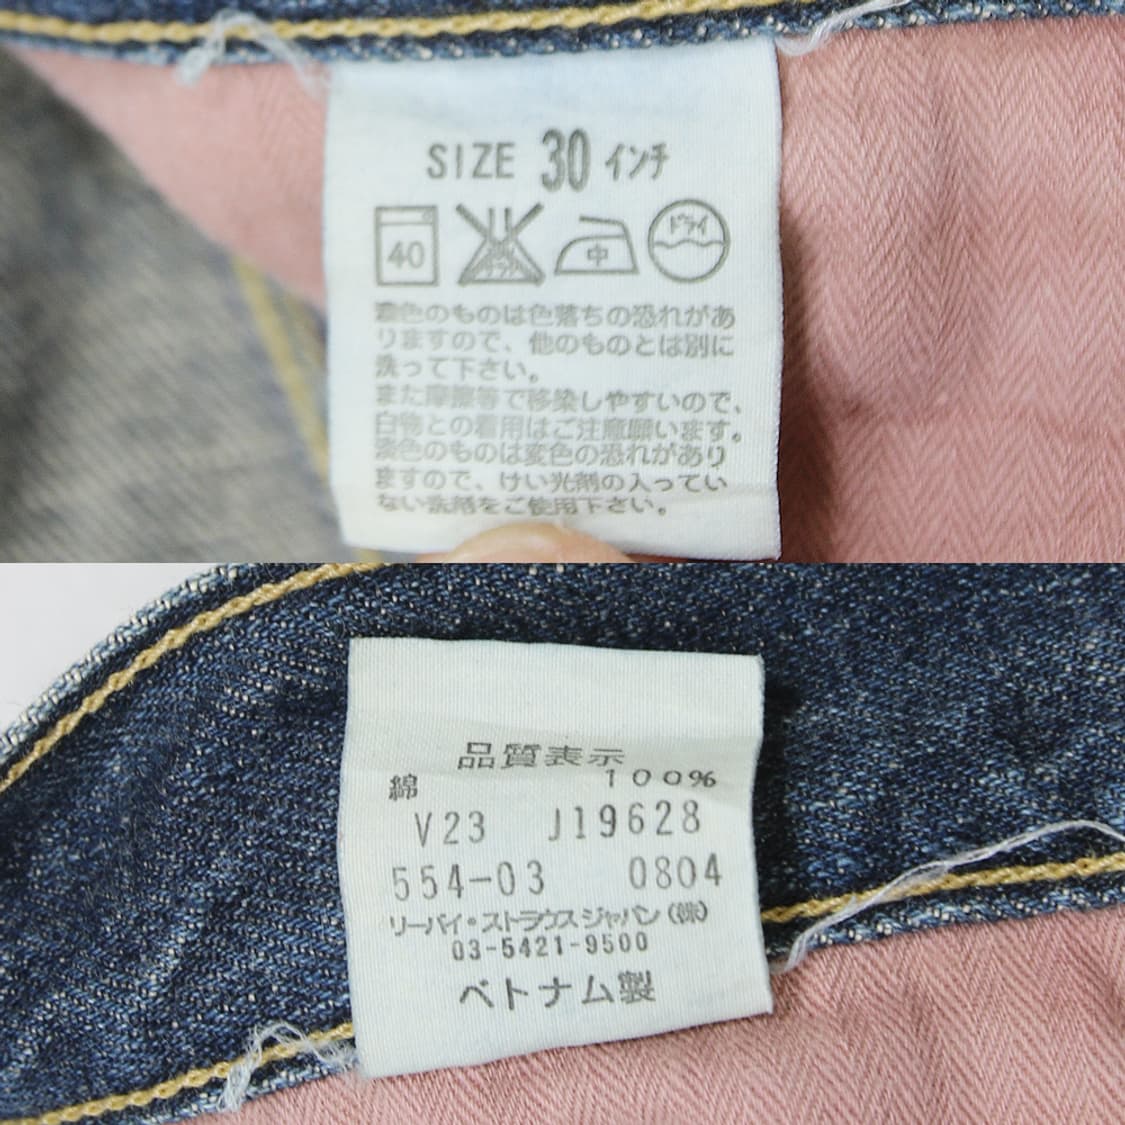 SIZE 30 インチ
40 中 ドライ
濃色のものは色落ちの恐れがあ
りますので、他のものとは別に
洗って下さい。
また摩擦等で移染しやすいので、
白物との着用はご注意願います。
淡色のものは変色の恐れがあり
ますので、けい光剤の入ってい
ない洗剤をご使用下さい。
品質表示
綿 100%
V23 J19628
554-03 0804
リーバイ・ストラウスジャパン(株)
03-5421-9500
ベトナム製